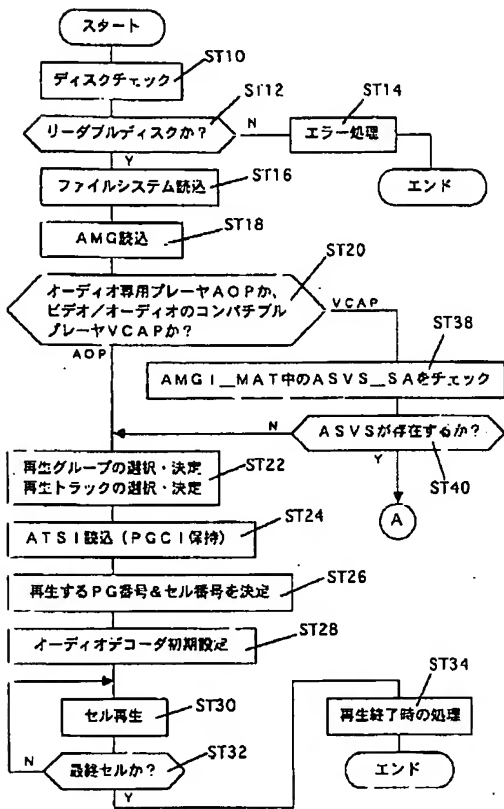 スタート
ST10
ディスクチェック
ST12
リーダブルディスクか?
N
ST14
エラー処理
Y
エンド
ST16
ファイルシステム読込
ST18
AMG読込
ST20
オーディオ専用プレーヤAOPか、
ビデオ/オーディオのコンパチブル
プレーヤVCAPか?
VCAP
AOP
ST38
AMGI_MAT中のASVS_SAをチェック
N
ASVSが存在するか?
ST40
Y
A
再生グループの選択・決定
再生トラックの選択・決定
ST22
ST24
ATSI読込(PGCI保持)
ST26
再生するPG番号&セル番号を決定
ST28
オーディオデコーダ初期設定
ST34
再生終了時の処理
エンド
ST30
セル再生
ST32
N
最終セルか?
Y